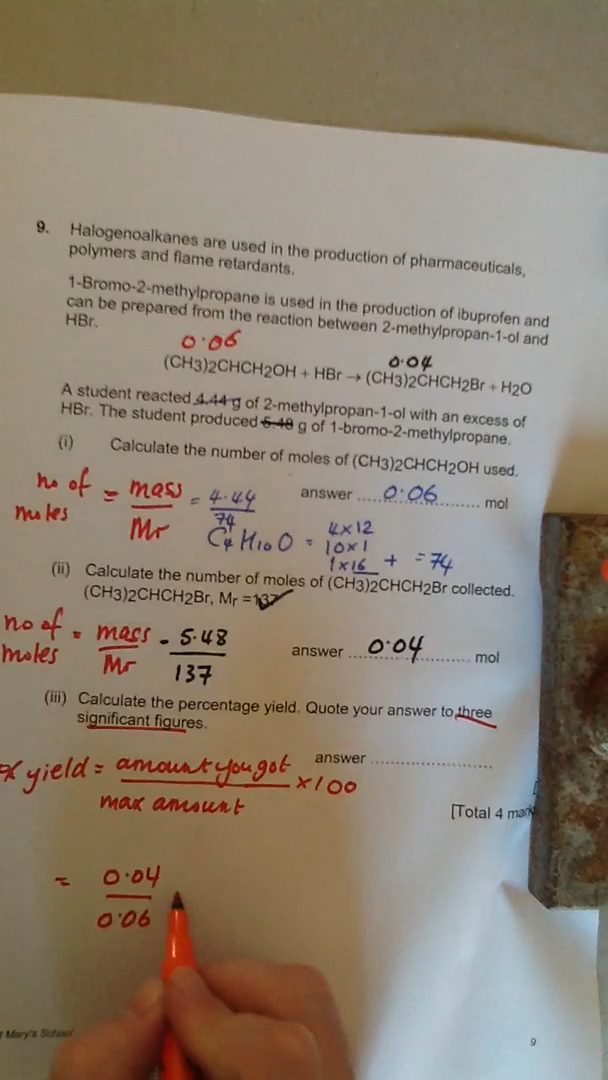 9. Halogenoalkanes are used in the production of pharmaceuticals,
polymers and flame retardants.
1-Bromo-2-methylpropane is used in the production of ibuprofen and
can be prepared from the reaction between 2-methylpropan-1-ol and
HBr.
0.06 0.04
(CH3)2CHCH2OH + HBr → (CH3)2CHCH2Br + H2O
A student reacted 4.44 g of 2-methylpropan-1-ol with an excess of
HBr. The student produced 5.48 g of 1-bromo-2-methylpropane.
(i) Calculate the number of moles of (CH3)2CHCH2OH used.
no of moles = mass / Mr = 4.44 / 74
answer ..... 0.06 ..... mol
C4H10O = 4x12
10x1
1x16 + = 74
(ii) Calculate the number of moles of (CH3)2CHCH2Br collected.
(CH3)2CHCH2Br, Mr = 137
no of moles = mass / Mr = 5.48 / 137
answer ..... 0.04 ..... mol
(iii) Calculate the percentage yield. Quote your answer to three
significant figures.
answer ..............................
% yield = amount you got / max amount x 100
[Total 4
= 0.04 / 0.06
Mary's School
9